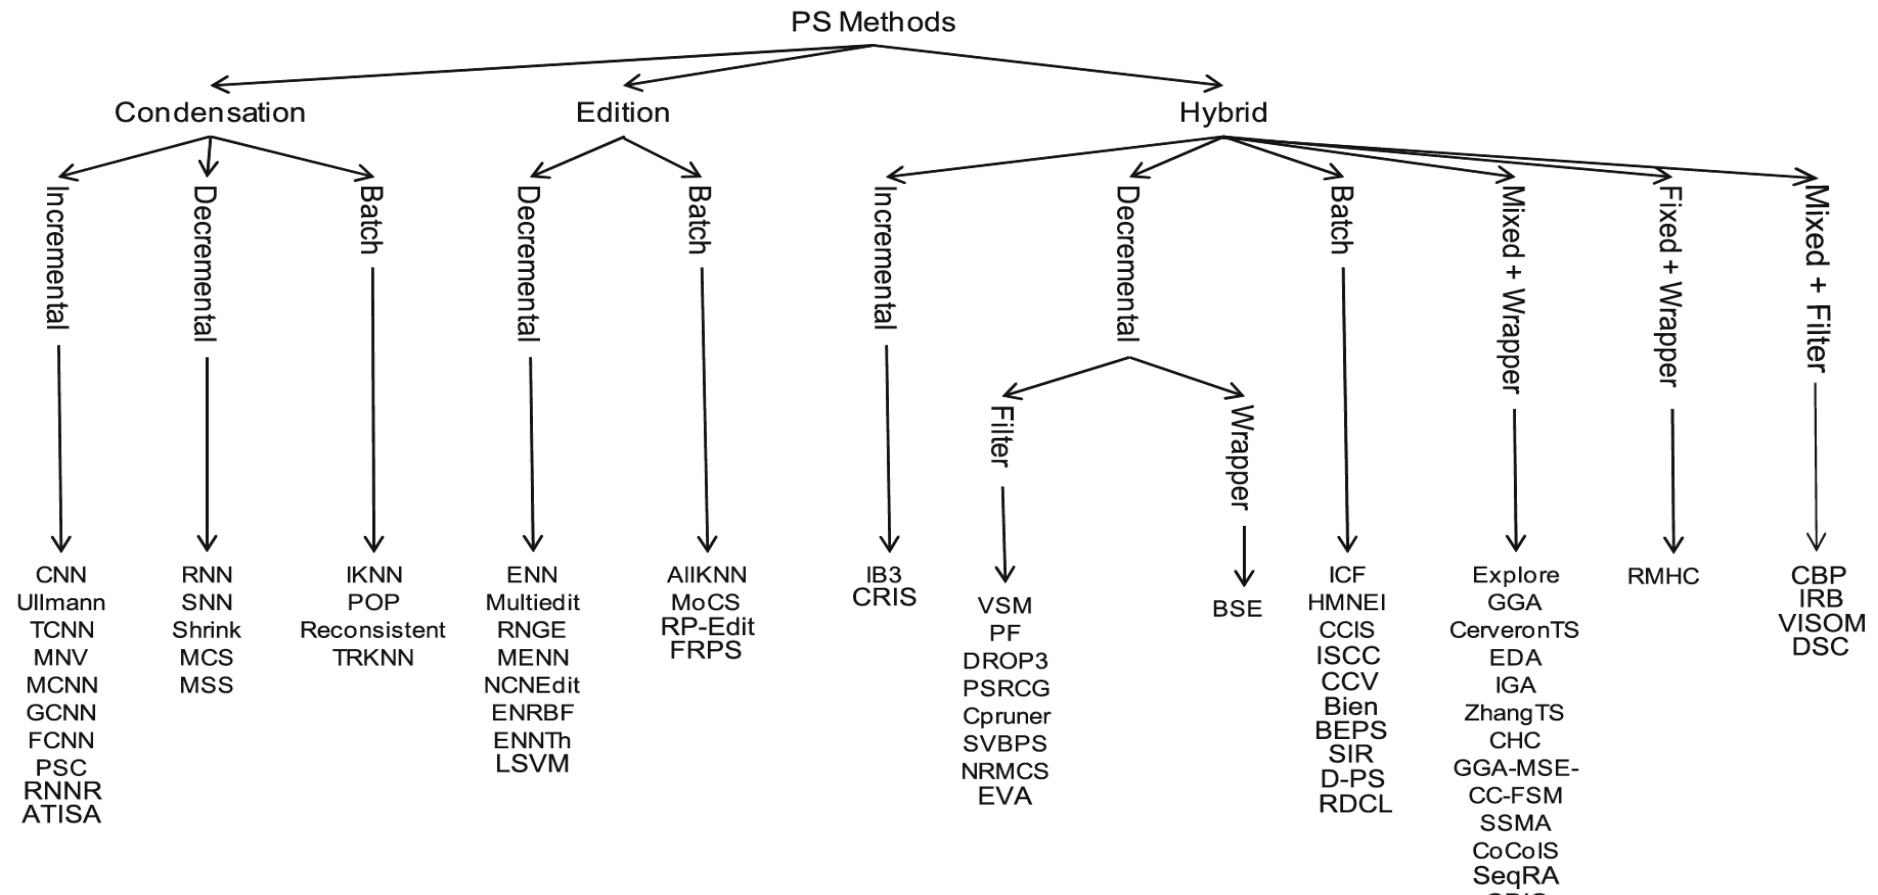 PS Methods
Condensation
Edition
Hybrid
Incremental
Decremental
Batch
Decremental
Batch
Incremental
Decremental
Batch
Mixed + Wrapper
Fixed + Wrapper
Mixed + Filter
Filter
Wrapper
CNN
Ullmann
TCNN
MNV
MCNN
GCNN
FCNN
PSC
RNNR
ATISA
RNN
SNN
Shrink
MCS
MSS
IKNN
POP
Reconsistent
TRKNN
ENN
Multiedit
RNGE
MENN
NCNEdit
ENRBF
ENNTh
LSVM
AllKNN
MoCS
RP-Edit
FRPS
IB3
CRIS
VSM
PF
DROP3
PSRCG
Cpruner
SVBPS
NRMCS
EVA
BSE
ICF
HMNEI
CCIS
ISCC
CCV
Bien
BEPS
SIR
D-PS
RDCL
Explore
GGA
CerveronTS
EDA
IGA
ZhangTS
CHC
GGA-MSE-
CC-FSM
SSMA
CoCoIS
SeqRA
RMHC
CBP
IRB
VISOM
DSC